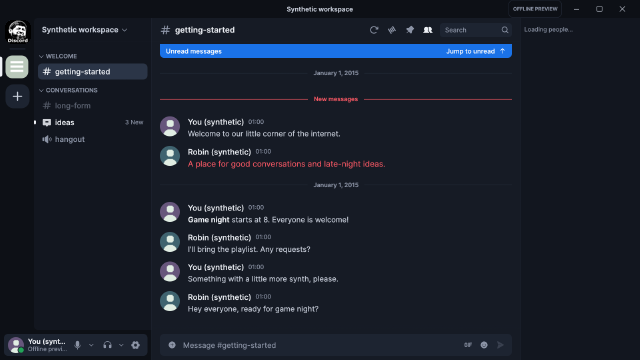 Synthetic workspace
OFFLINE PREVIEW
Discord
Synthetic workspace
WELCOME
# getting-started
CONVERSATIONS
# long-form
ideas
3 New
hangout
You (synt...
Offline previ...
# getting-started
Search
Unread messages
Jump to unread ↑
January 1, 2015
New messages
You (synthetic) 01:00
Welcome to our little corner of the internet.
Robin (synthetic) 01:00
A place for good conversations and late-night ideas.
January 1, 2015
You (synthetic) 01:00
Game night starts at 8. Everyone is welcome!
Robin (synthetic) 01:00
I'll bring the playlist. Any requests?
You (synthetic) 01:00
Something with a little more synth, please.
Robin (synthetic) 01:00
Hey everyone, ready for game night?
Message #getting-started
GIF
Loading people...